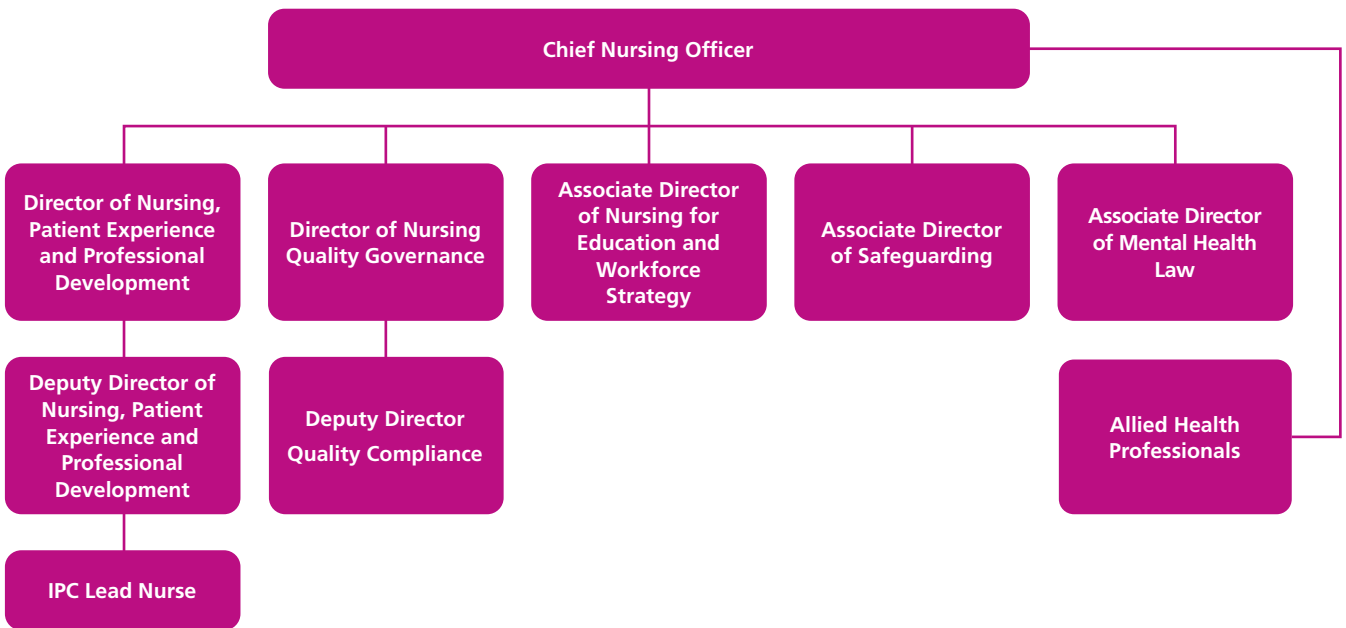 Chief Nursing Officer
Director of Nursing,
Patient Experience
and Professional
Development
Director of Nursing
Quality Governance
Associate Director
of Nursing for
Education and
Workforce
Strategy
Associate Director
of Safeguarding
Associate Director
of Mental Health
Law
Deputy Director of
Nursing, Patient
Experience and
Professional
Development
Deputy Director
Quality Compliance
Allied Health
Professionals
IPC Lead Nurse